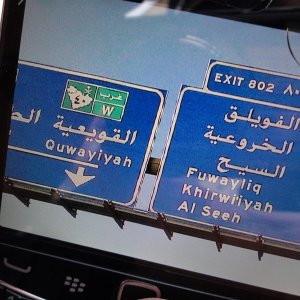 غرب
W
٤٠
القويعية
Quwayiyah
EXIT 802
الفويلق
الخروعية
السيح
Fuwayliq
Khirwiiyah
Al Seeh